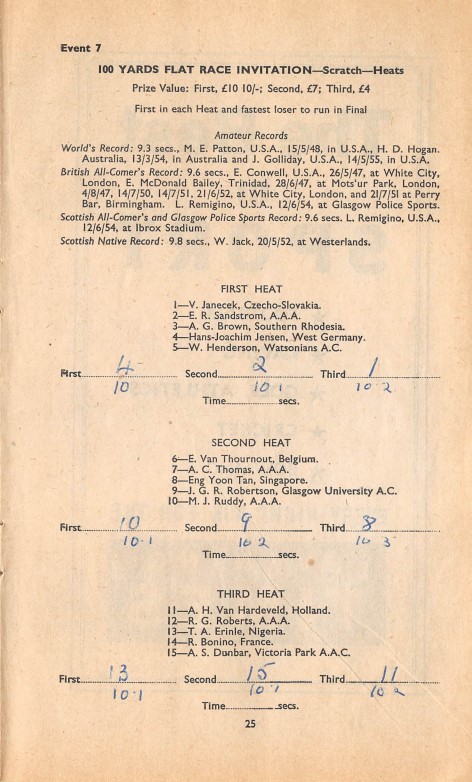 Event 7
100 YARDS FLAT RACE INVITATION—Scratch—Heats
Prize Value: First, £10 10/-; Second, £7; Third, £4
First in each Heat and fastest loser to run in Final
Amateur Records
World's Record: 9.3 secs., M. E. Patton, U.S.A., 15/5/48, in U.S.A., H. D. Hogan.
Australia, 13/3/54, in Australia and J. Golliday, U.S.A., 14/5/55, in U.S.A.
British All-Comer's Record: 9.6 secs., E. Conwell, U.S.A., 26/5/47, at White City,
London, E. McDonald Bailey, Trinidad, 28/6/47, at Mots'ur Park, London,
4/8/47, 14/7/50, 14/7/51, 21/6/52, at White City, London, and 21/7/51 at Perry
Bar, Birmingham. L. Remigino, U.S.A., 12/6/54, at Glasgow Police Sports.
Scottish All-Comer's and Glasgow Police Sports Record: 9.6 secs. L. Remigino, U.S.A.,
12/6/54, at Ibrox Stadium.
Scottish Native Record: 9.8 secs., W. Jack, 20/5/52, at Westerlands.
FIRST HEAT
1—V. Janecek, Czecho-Slovakia.
2—E. R. Sandstrom, A.A.A.
3—A. G. Brown, Southern Rhodesia.
4—Hans-Joachim Jensen, West Germany.
5—W. Henderson, Watsonians A.C.
First 4 Second 2 Third 1
10 10.1 10.2
Time secs.
SECOND HEAT
6—E. Van Thournout, Belgium.
7—A. C. Thomas, A.A.A.
8—Eng Yoon Tan, Singapore.
9—J. G. R. Robertson, Glasgow University A.C.
10—M. J. Ruddy, A.A.A.
First 10 Second 9 Third 8
10.1 10.2 10.3
Time secs.
THIRD HEAT
11—A. H. Van Hardeveld, Holland.
12—R. G. Roberts, A.A.A.
13—T. A. Erinle, Nigeria.
14—R. Bonino, France.
15—A. S. Dunbar, Victoria Park A.A.C.
First 13 Second 15 Third 11
10.1 10.1 10.2
Time secs.
25